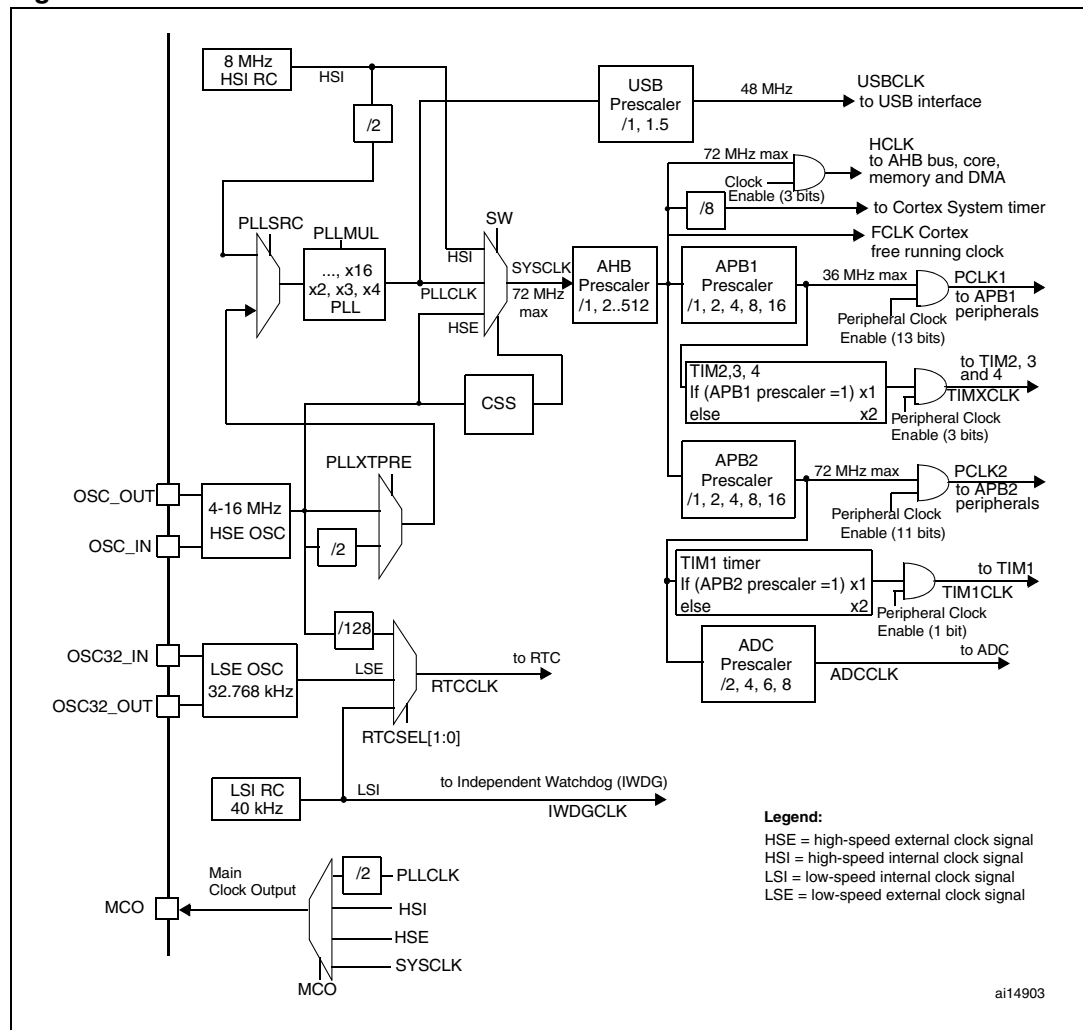 8 MHz
HSI RC
HSI
/2
USB
Prescaler
/1, 1.5
48 MHz
USBCLK
to USB interface
72 MHz max
Clock
Enable (3 bits)
HCLK
to AHB bus, core,
memory and DMA
/8
to Cortex System timer
FCLK Cortex
free running clock
PLLSRC
PLLMUL
..., x16
x2, x3, x4
PLL
PLLCLK
SW
HSI
HSE
SYSCLK
72 MHz
max
AHB
Prescaler
/1, 2..512
APB1
Prescaler
/1, 2, 4, 8, 16
36 MHz max
PCLK1
to APB1
peripherals
Peripheral Clock
Enable (13 bits)
TIM2,3, 4
If (APB1 prescaler =1) x1
else x2
to TIM2, 3
and 4
TIMXCLK
Peripheral Clock
Enable (3 bits)
CSS
PLLXTPRE
OSC_OUT
OSC_IN
4-16 MHz
HSE OSC
/2
APB2
Prescaler
/1, 2, 4, 8, 16
72 MHz max
PCLK2
to APB2
peripherals
Peripheral Clock
Enable (11 bits)
TIM1 timer
If (APB2 prescaler =1) x1
else x2
to TIM1
TIM1CLK
Peripheral Clock
Enable (1 bit)
ADC
Prescaler
/2, 4, 6, 8
to ADC
ADCCLK
/128
OSC32_IN
OSC32_OUT
LSE OSC
32.768 kHz
LSE
to RTC
RTCCLK
RTCSEL[1:0]
LSI RC
40 kHz
LSI
to Independent Watchdog (IWDG)
IWDGCLK
Legend:
HSE = high-speed external clock signal
HSI = high-speed internal clock signal
LSI = low-speed internal clock signal
LSE = low-speed external clock signal
Main
Clock Output
MCO
/2
PLLCLK
HSI
HSE
SYSCLK
MCO
ai14903